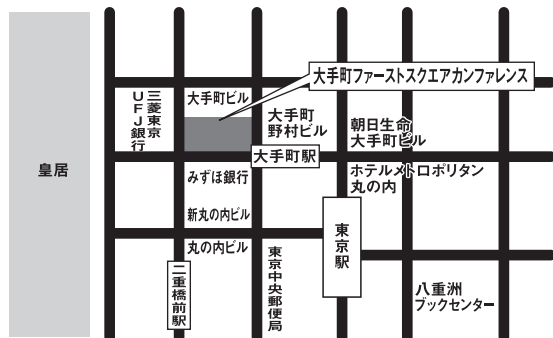 大手町ファーストスクエアカンファレンス
三菱東京
UFJ銀行
大手町ビル
大手町
野村ビル
朝日生命
大手町ビル
大手町駅
皇居
みずほ銀行
ホテルメトロポリタン
丸の内
新丸の内ビル
東京駅
丸の内ビル
東京中央郵便局
二重橋前駅
八重洲
ブックセンター